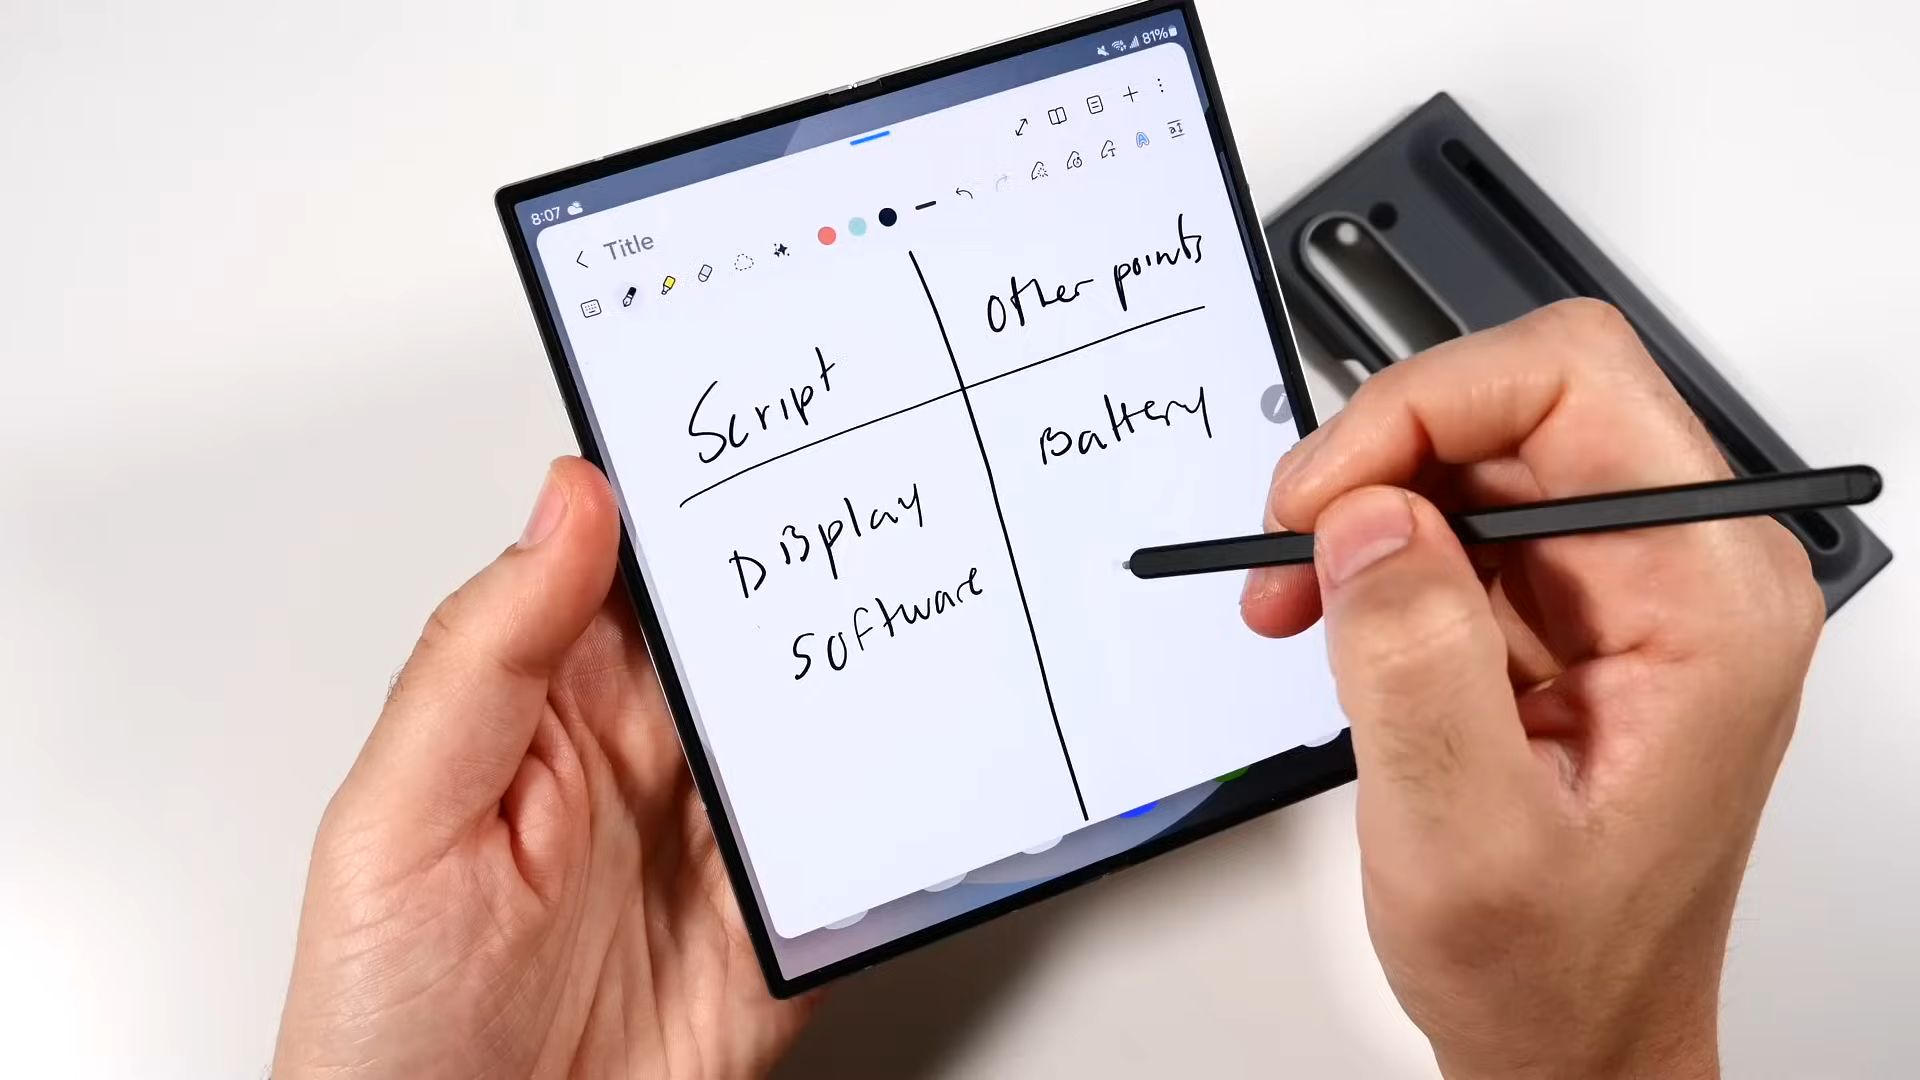 8:07
81%
Title
Script
Other points
Display
Software
Battery